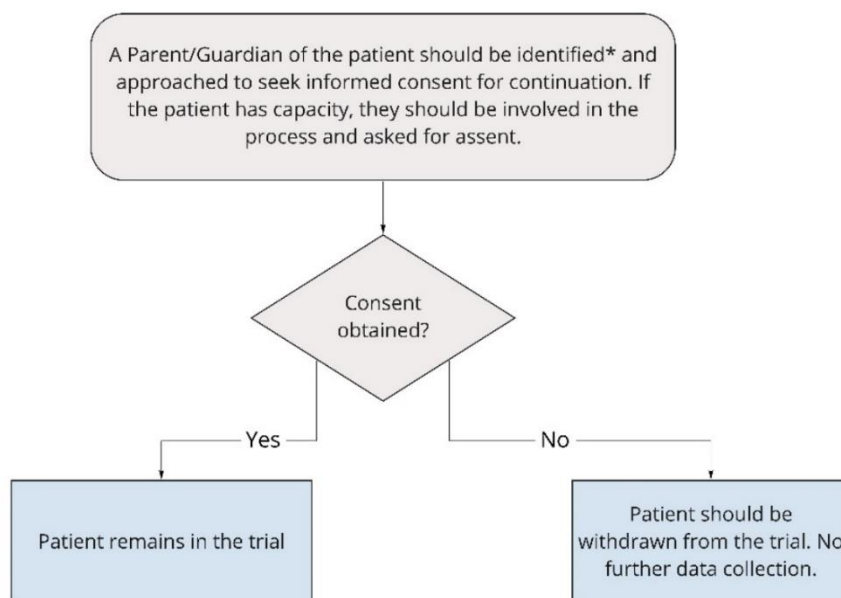 A Parent/Guardian of the patient should be identified* and
approached to seek informed consent for continuation. If
the patient has capacity, they should be involved in the
process and asked for assent.
Consent
obtained?
Yes
No
Patient remains in the trial
Patient should be
withdrawn from the trial. No
further data collection.